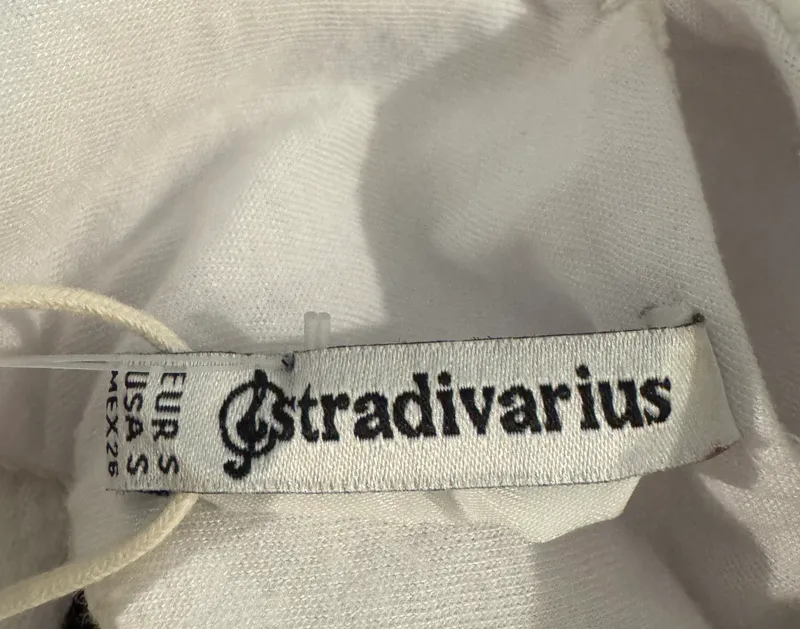 stradivarius
EUR S
USA S
MEX 26